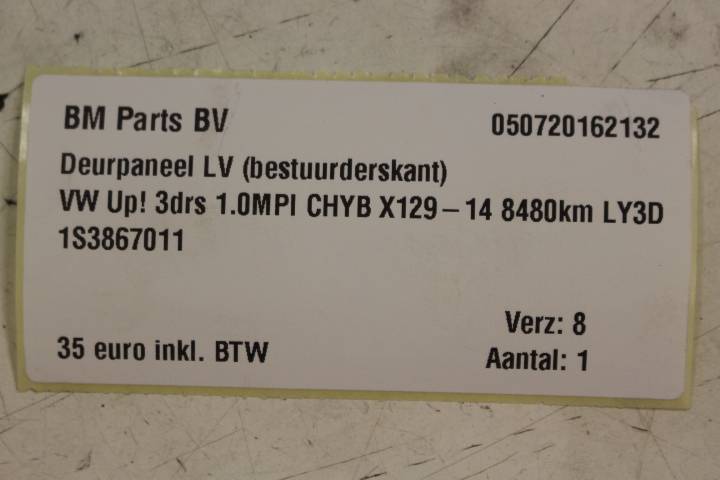 BM Parts BV 050720162132
Deurpaneel LV (bestuurderskant)
VW Up! 3drs 1.0MPI CHYB X129-14 8480km LY3D
1S3867011
Verz: 8
35 euro inkl. BTW
Aantal: 1